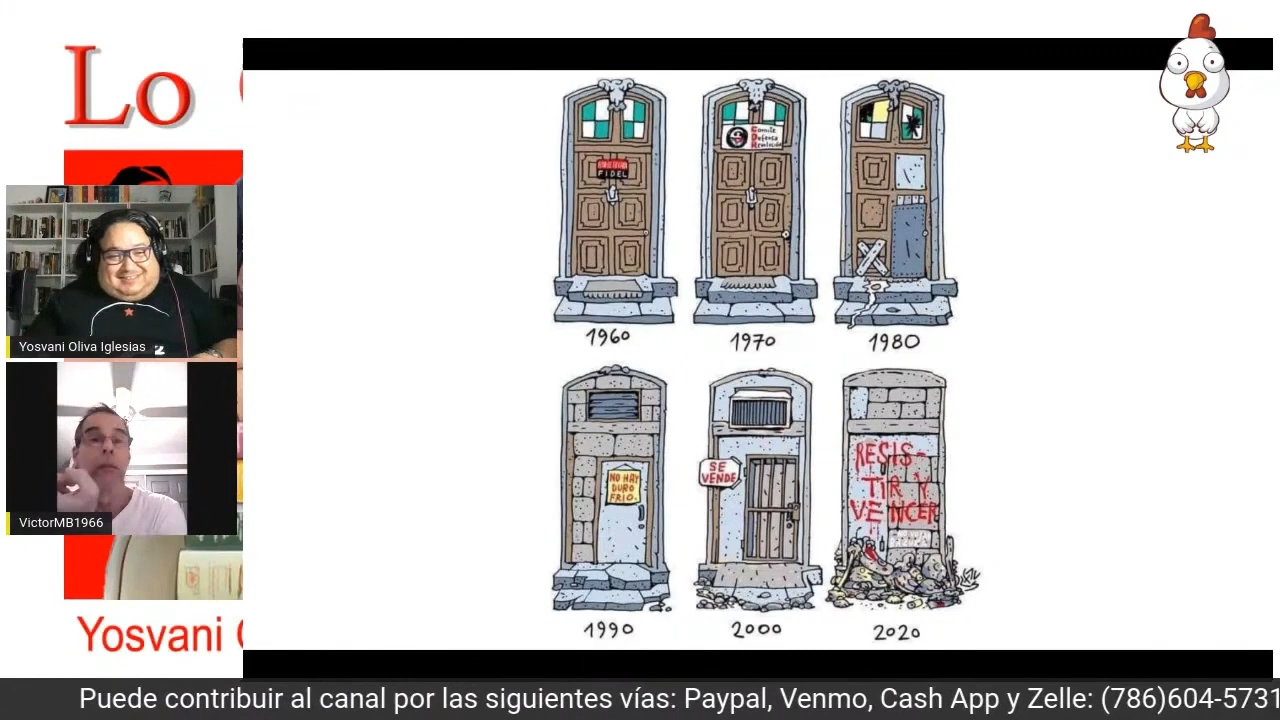 Lo
FIDEL
Comité
Defensa
Revolución
1960
1970
1980
Yosvani Oliva Iglesias
NO HAY
DURO
FRIO.
SE
VENDE
RESIS-
TIR Y
VENCER
VictorMB1966
1990
2000
2020
Yosvani
Puede contribuir al canal por las siguientes vías: Paypal, Venmo, Cash App y Zelle: (786)604-5731